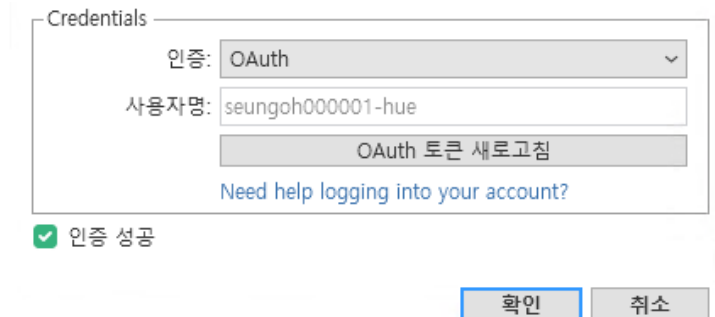 Credentials
인증: OAuth
사용자명: seungoh000001-hue
OAuth 토큰 새로고침
Need help logging into your account?
인증 성공
확인 취소